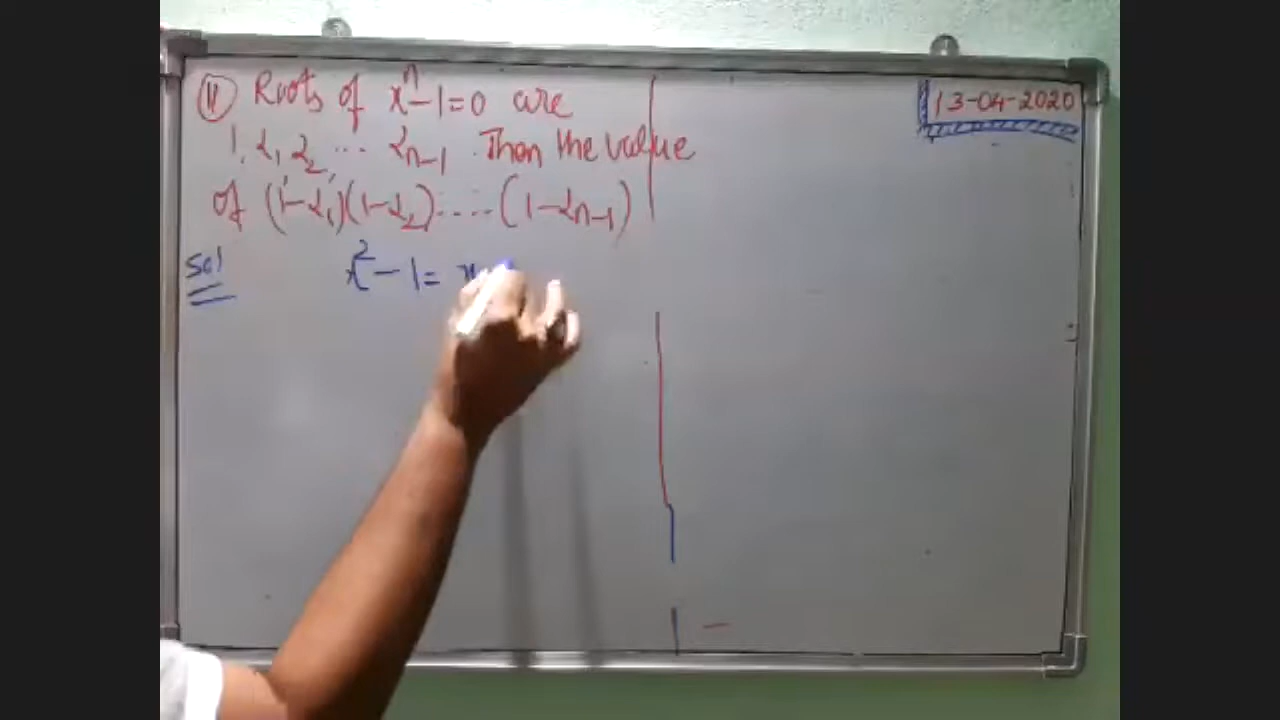 11 Roots of xⁿ-1=0 are
1, α₁, α₂, ... αₙ₋₁. Then the value
of (1-α₁)(1-α₂)....(1-αₙ₋₁)
13-04-2020
Sol x²-1= x